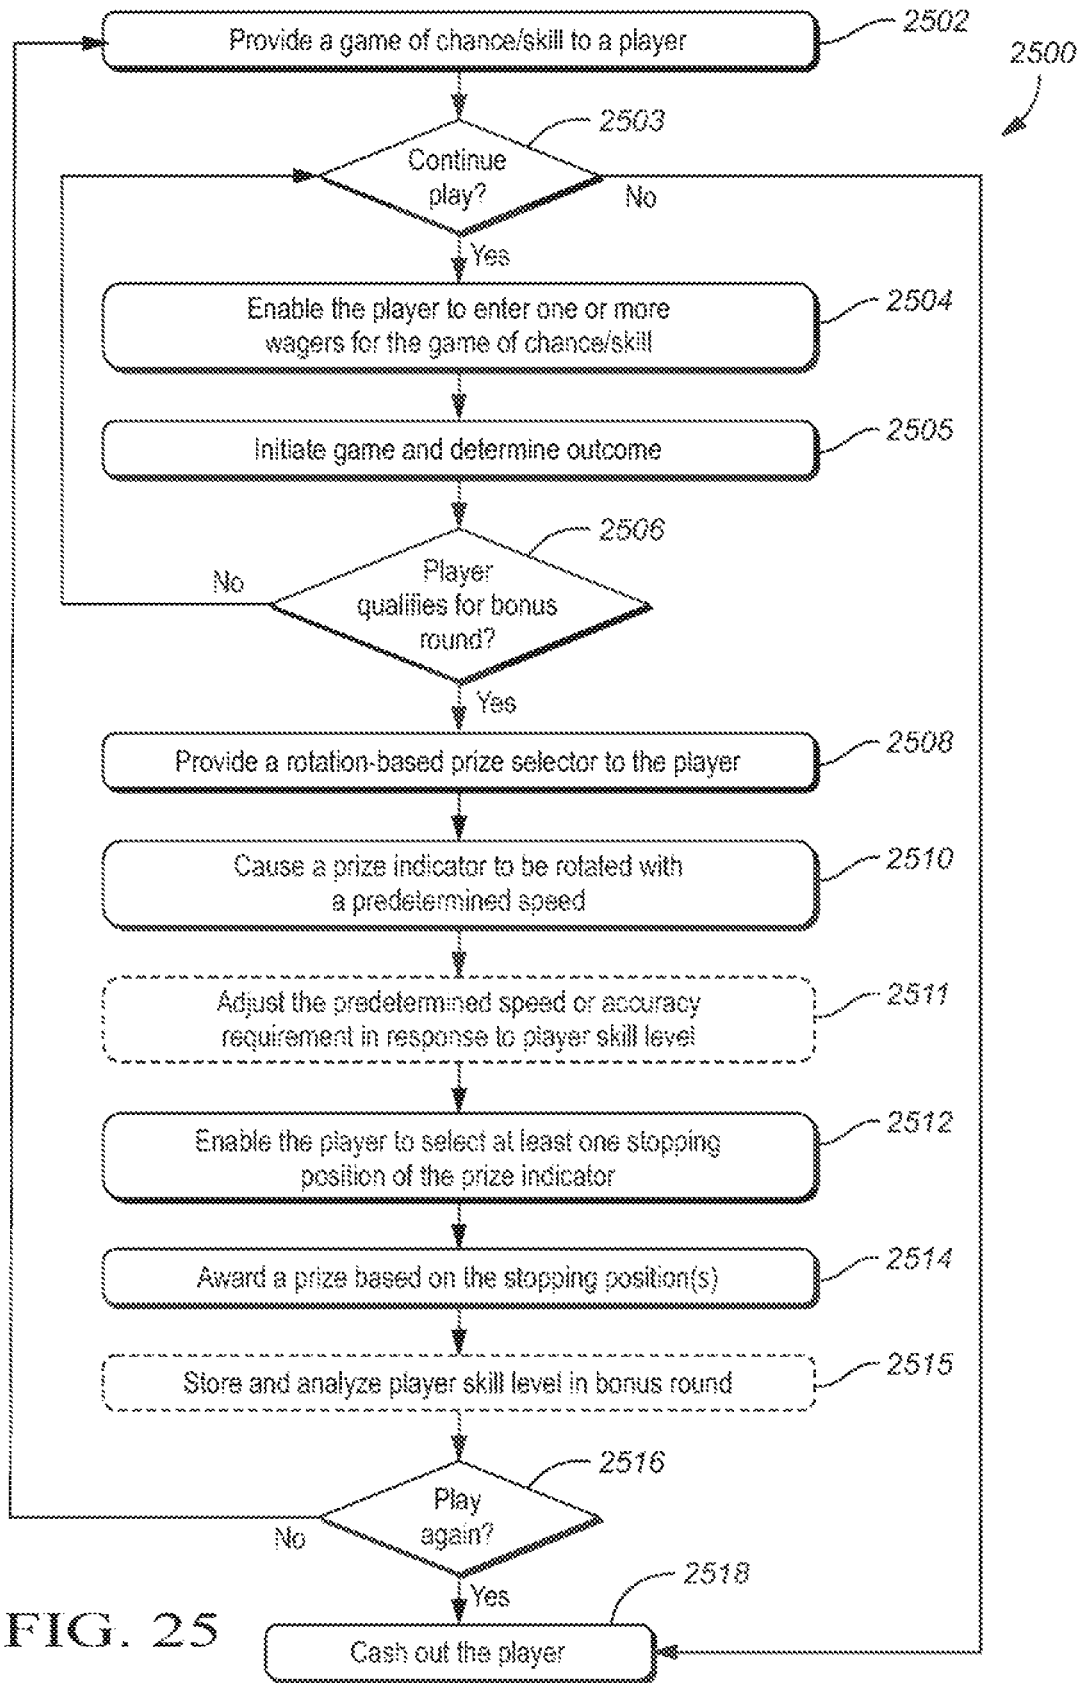 Provide a game of chance/skill to a player
2502
2500
2503
Continue
play?
No
Yes
Enable the player to enter one or more
wagers for the game of chance/skill
2504
Initiate game and determine outcome
2505
2506
No
Player
qualifies for bonus
round?
Yes
Provide a rotation-based prize selector to the player
2508
Cause a prize indicator to be rotated with
a predetermined speed
2510
Adjust the predetermined speed or accuracy
requirement in response to player skill level
2511
Enable the player to select at least one stopping
position of the prize indicator
2512
Award a prize based on the stopping position(s)
2514
Store and analyze player skill level in bonus round
2515
2516
Play
again?
No
Yes
2518
Cash out the player
FIG. 25